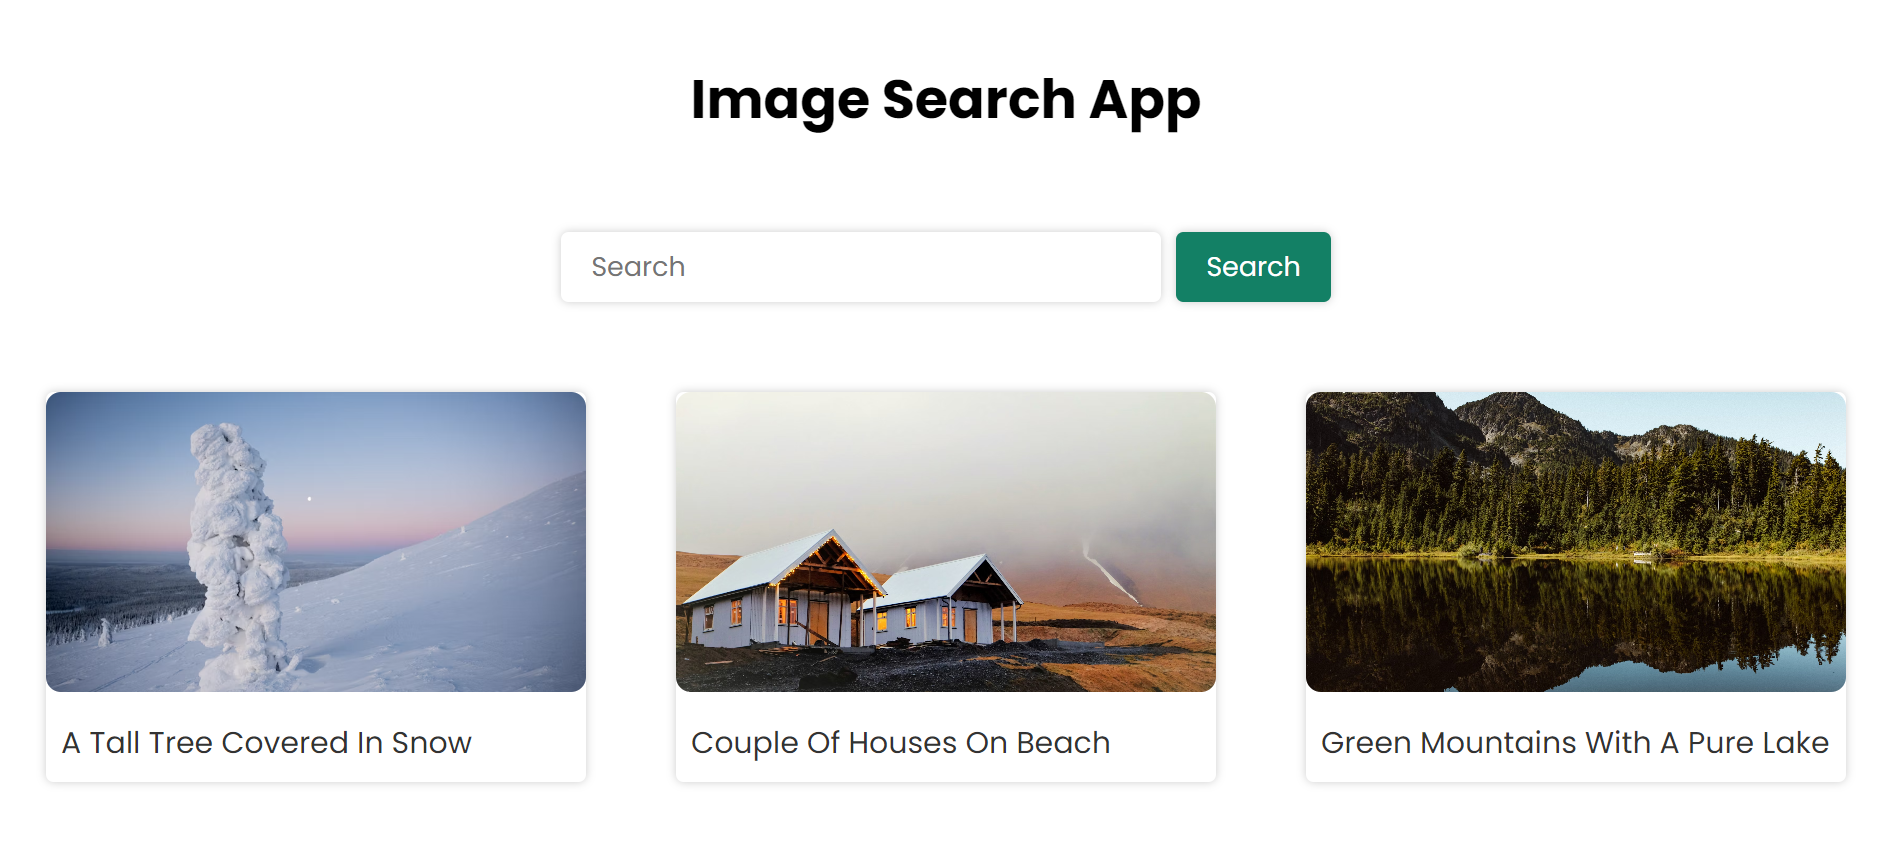 Image Search App
Search
Search
A Tall Tree Covered In Snow
Couple Of Houses On Beach
Green Mountains With A Pure Lake